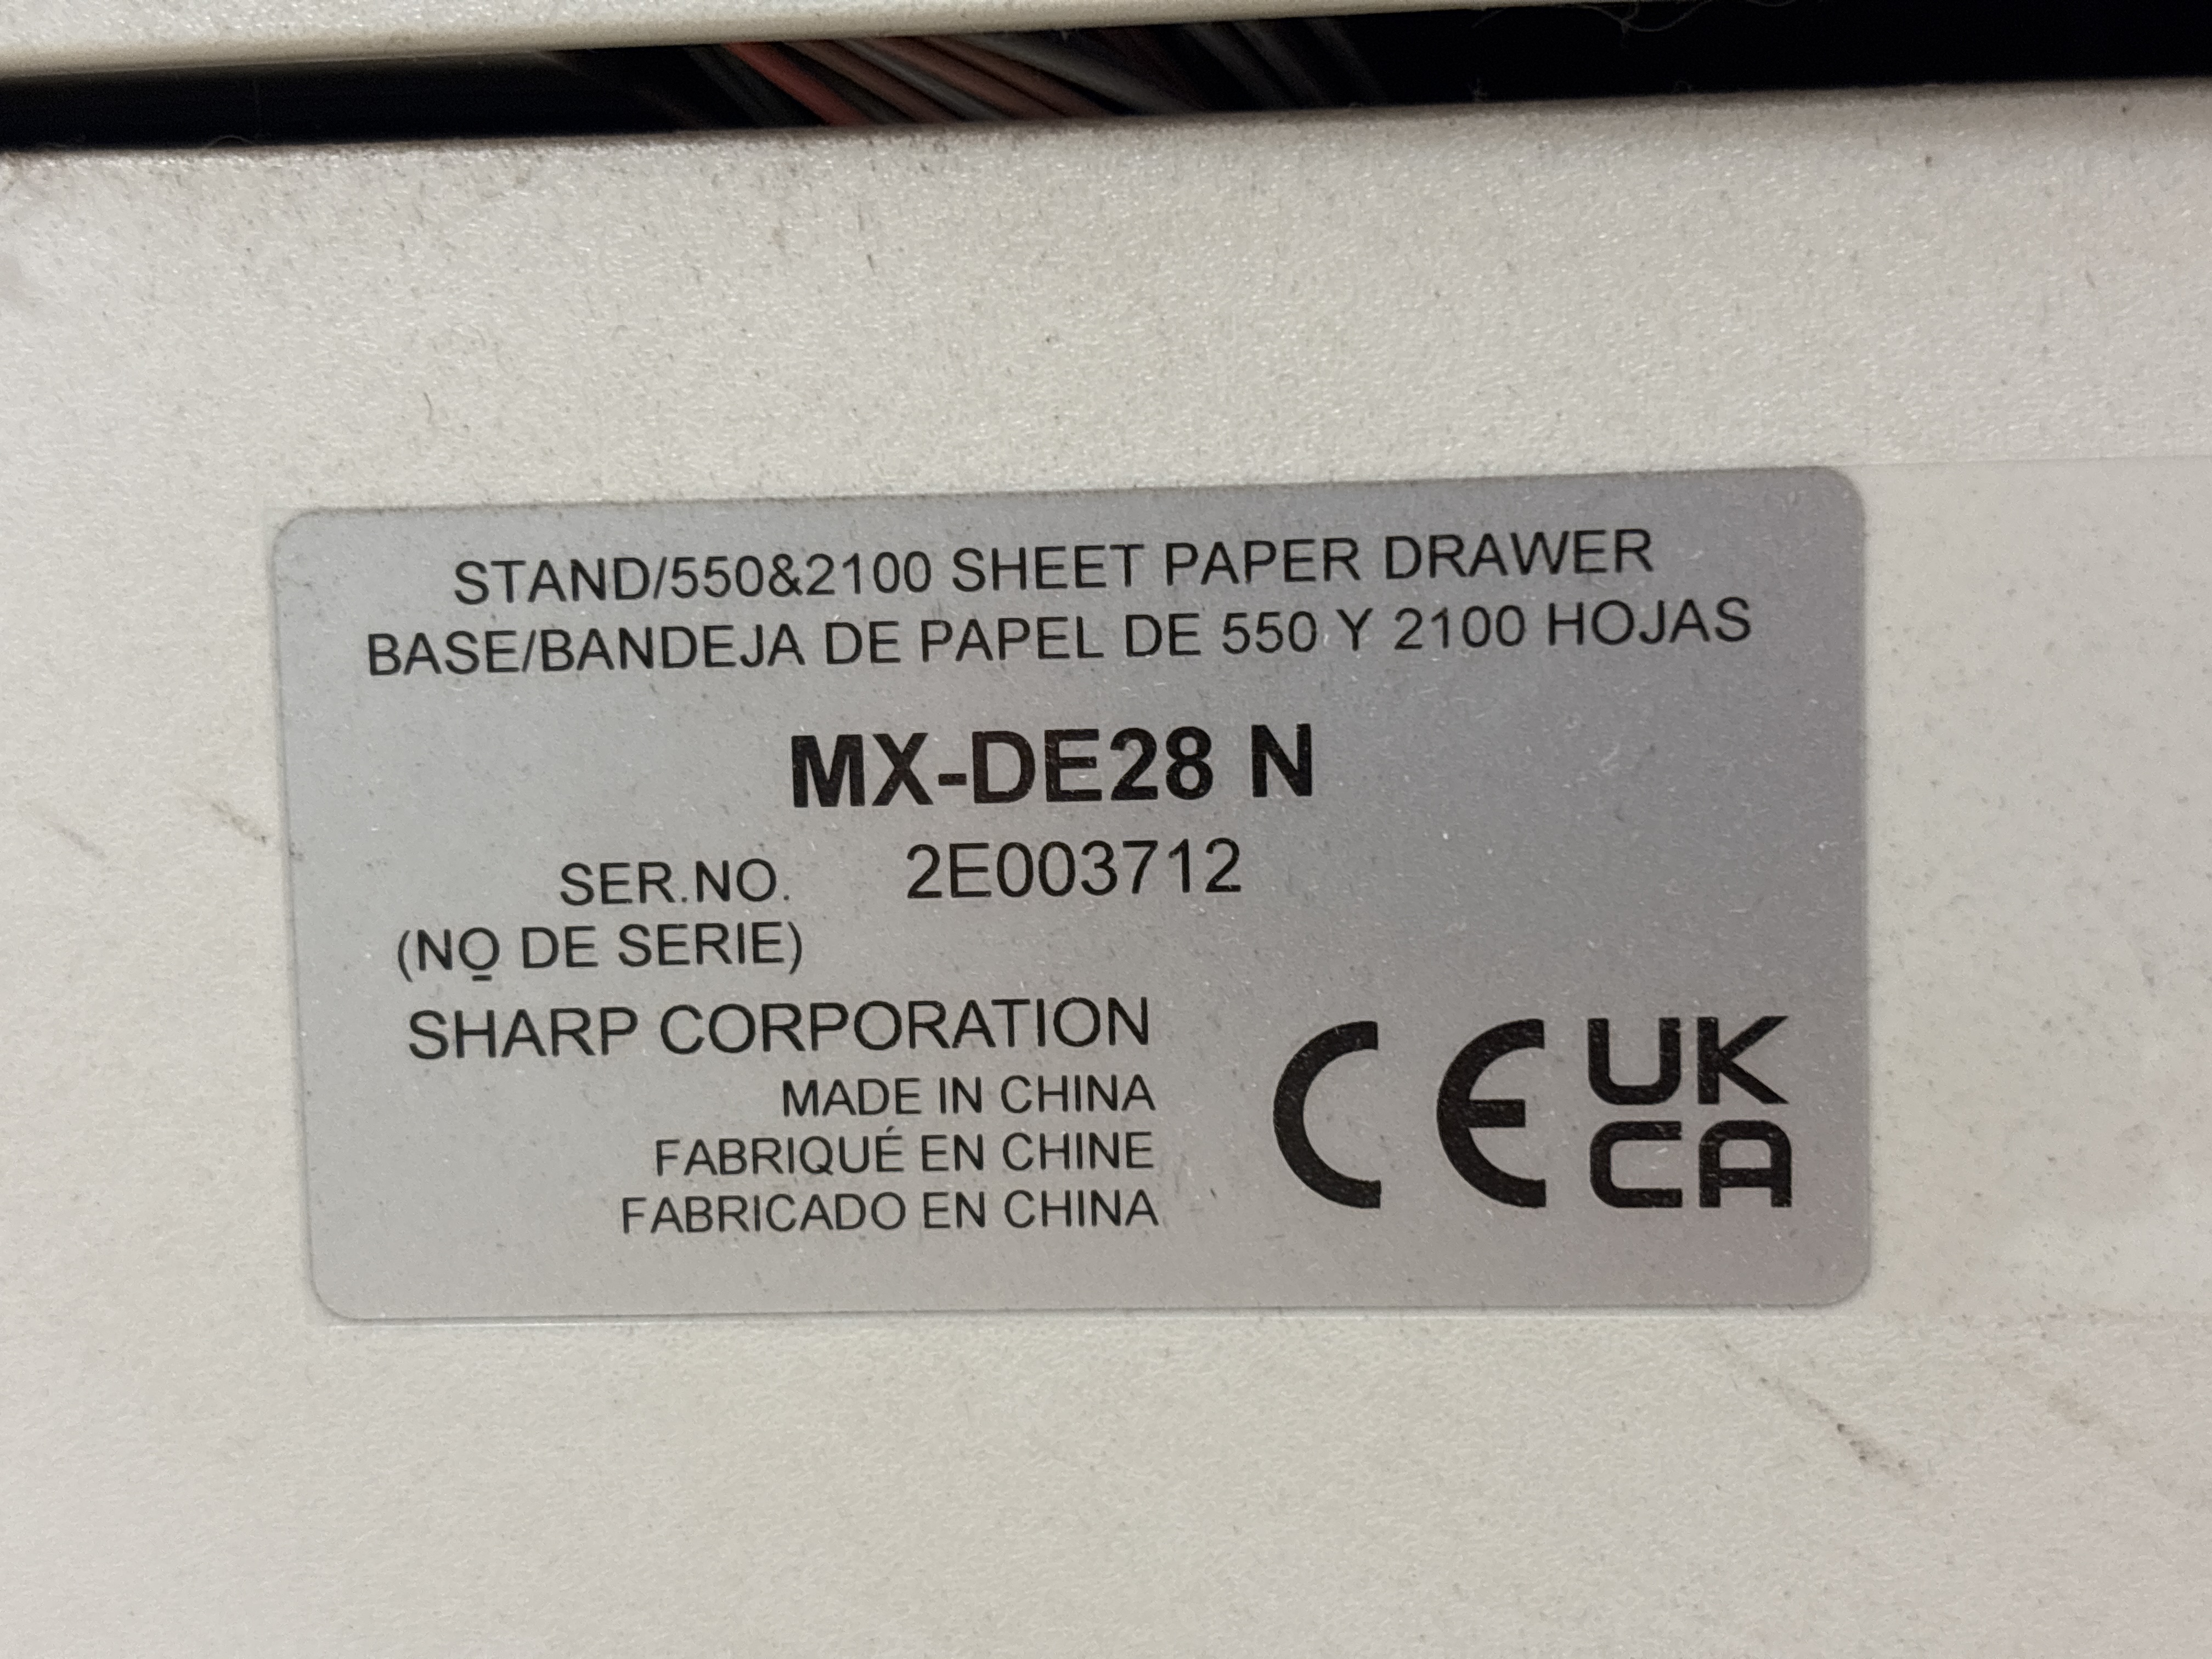 STAND/550&2100 SHEET PAPER DRAWER
BASE/BANDEJA DE PAPEL DE 550 Y 2100 HOJAS
MX-DE28 N
SER.NO. 2E003712
(NO̲ DE SERIE)
SHARP CORPORATION
MADE IN CHINA
FABRIQUÉ EN CHINE
FABRICADO EN CHINA
CE UK
CA